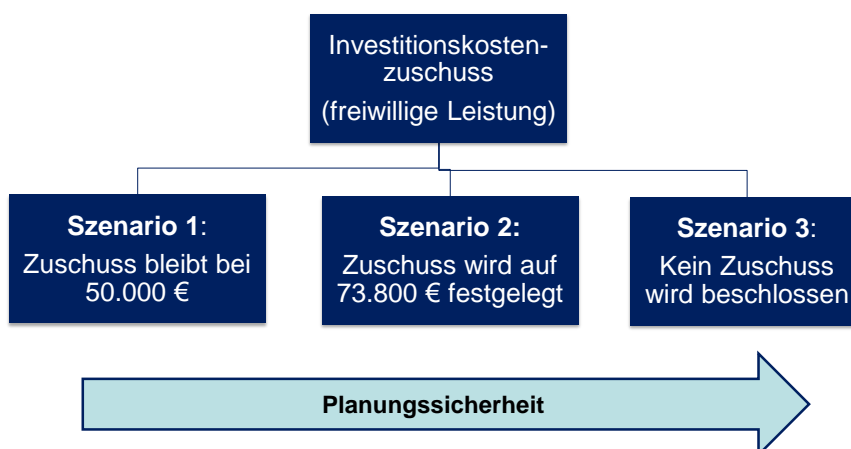 Investitionskosten-
zuschuss
(freiwillige Leistung)
Szenario 1:
Zuschuss bleibt bei
50.000 €
Szenario 2:
Zuschuss wird auf
73.800 € festgelegt
Szenario 3:
Kein Zuschuss
wird beschlossen
Planungssicherheit